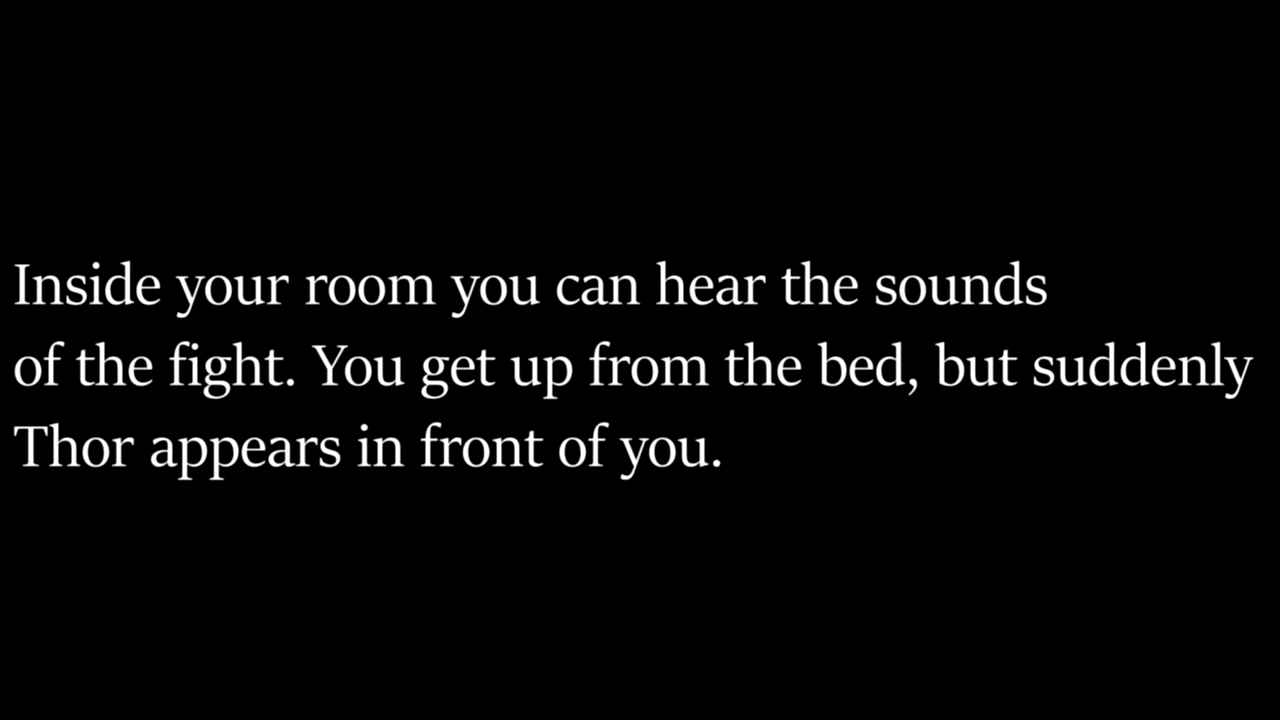 Inside your room you can hear the sounds
of the fight. You get up from the bed, but suddenly
Thor appears in front of you.